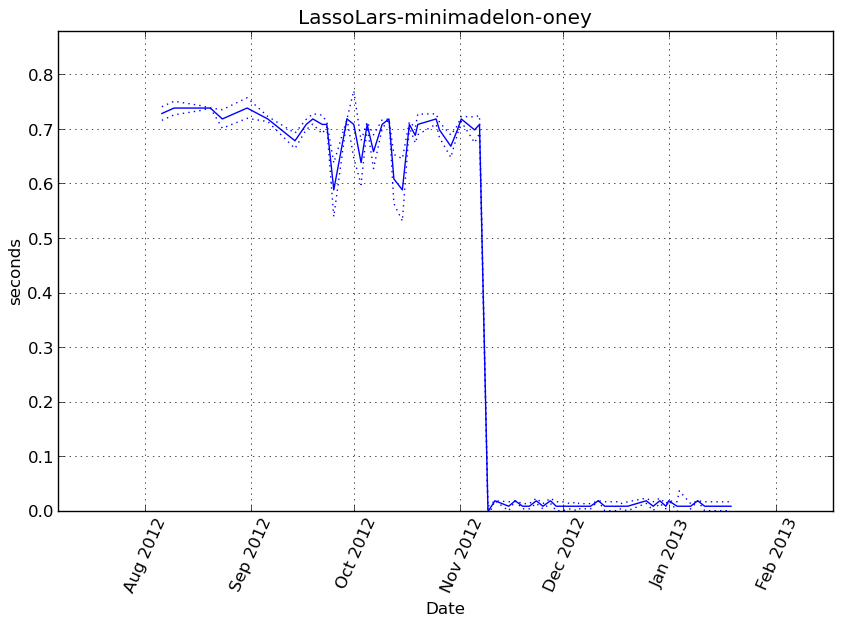 LassoLars-minimadelon-oney
0.8
0.7
0.6
0.5
0.4
0.3
0.2
0.1
0.0
seconds
Aug 2012
Sep 2012
Oct 2012
Nov 2012
Dec 2012
Jan 2013
Feb 2013
Date